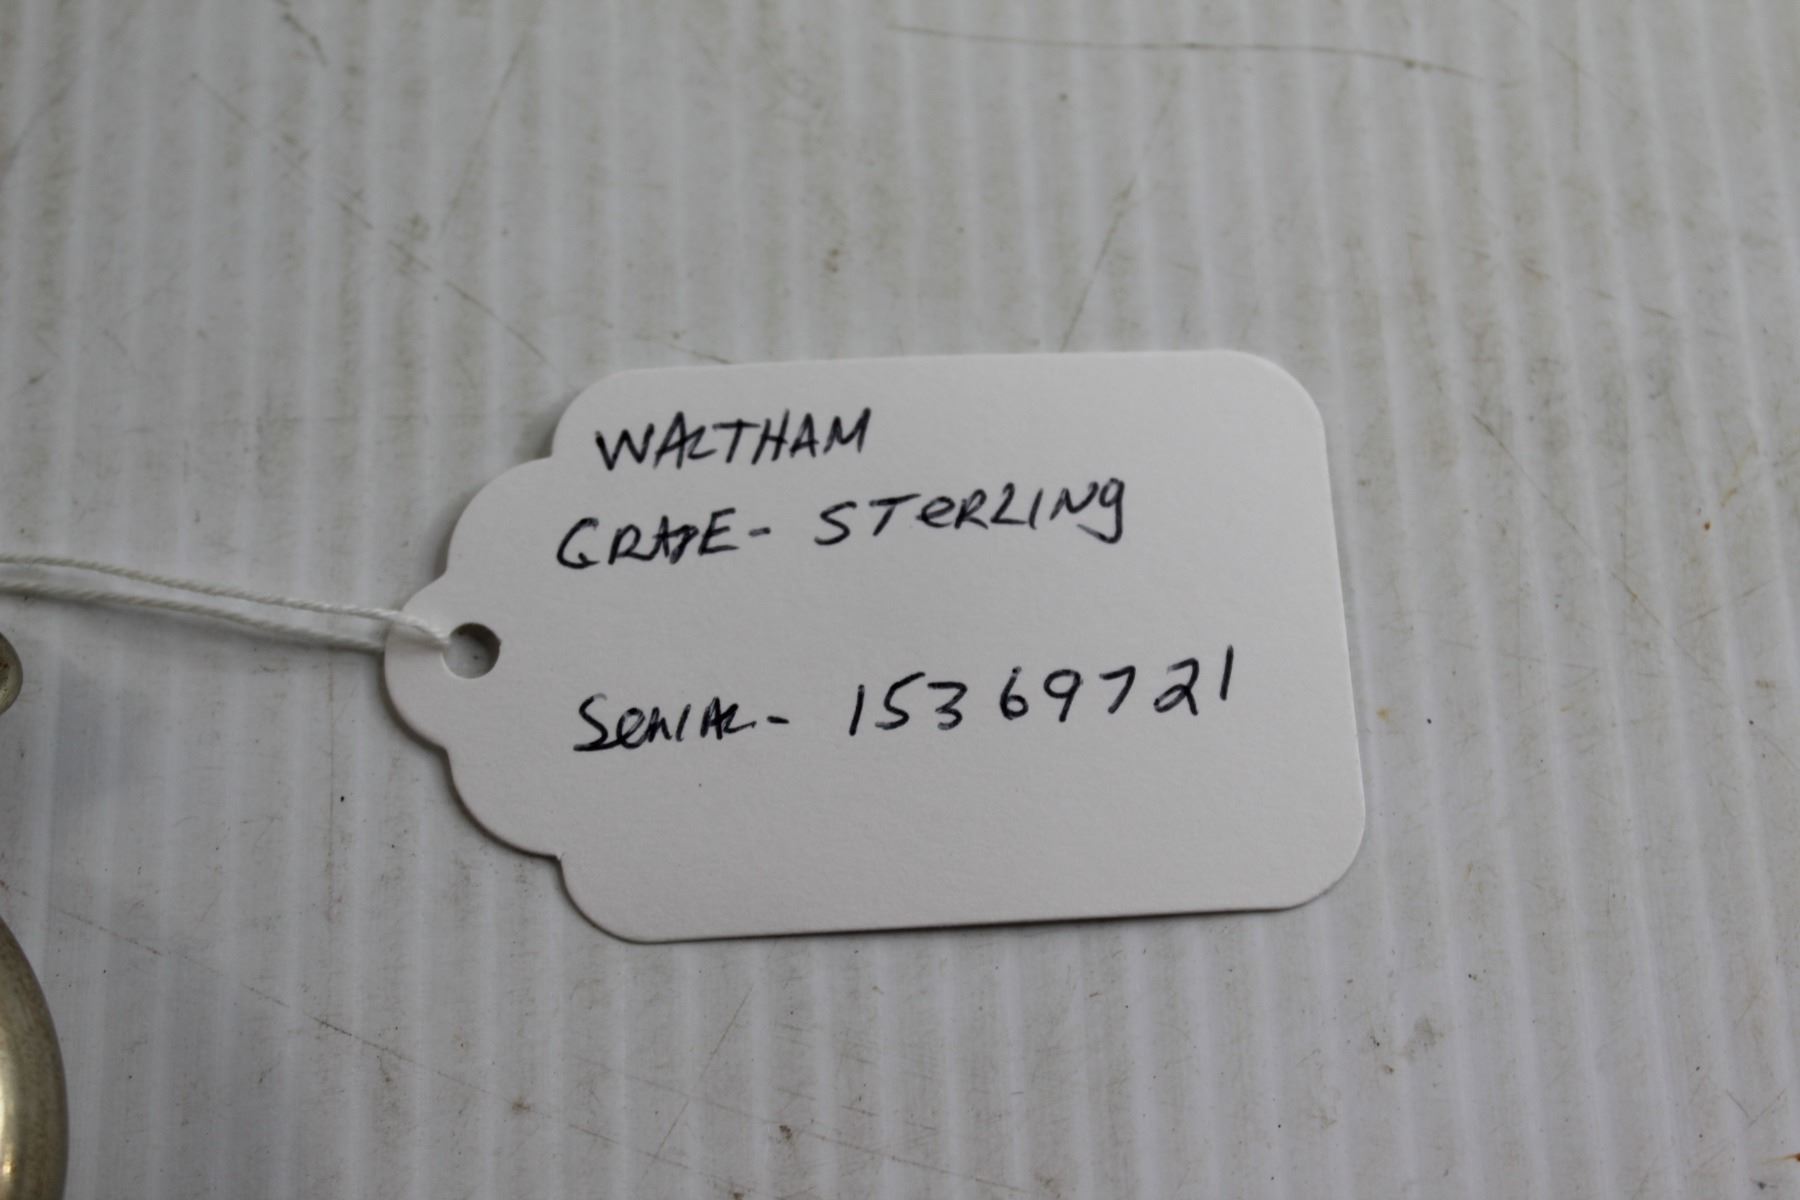 WALTHAM
GRADE- STeRLINg
SeRIAL- 15369721